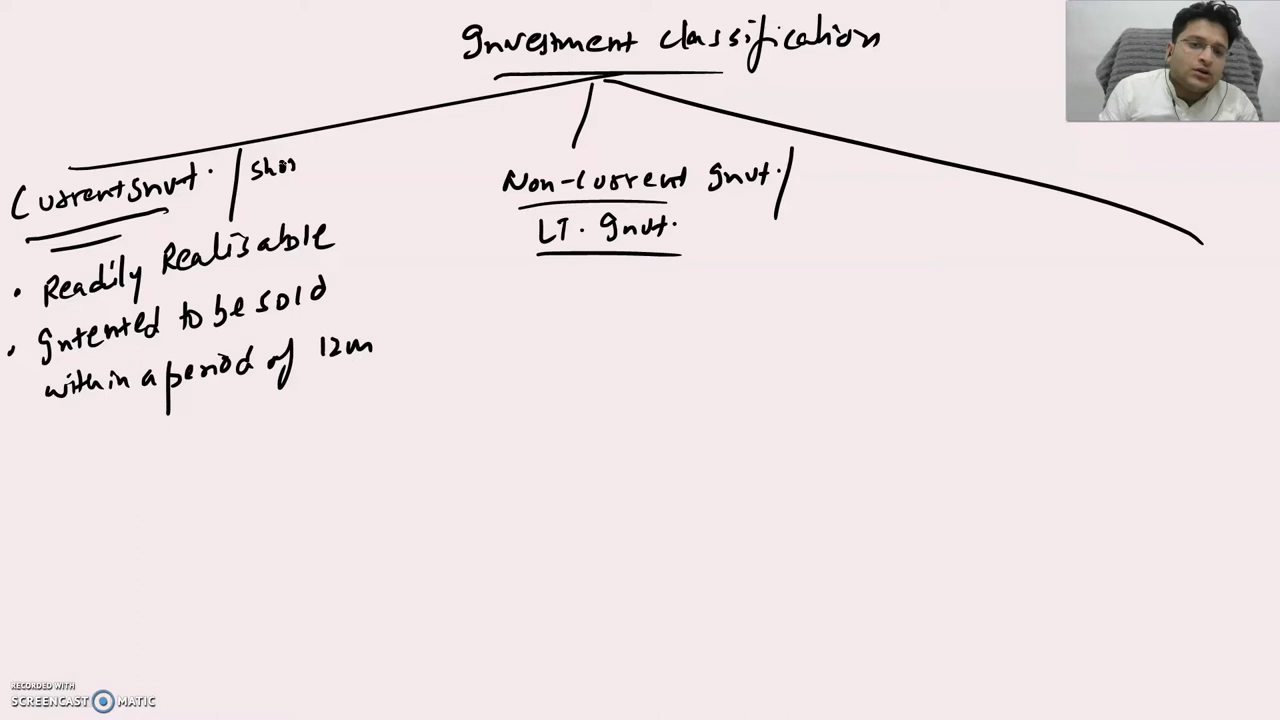 Investment classification
Current Invt. | Shor
Non-Current Invt.
LT. Invt.
• Readily Realisable
• Intented to be sold
within a period of 12m
RECORDED WITH
SCREENCAST MATIC